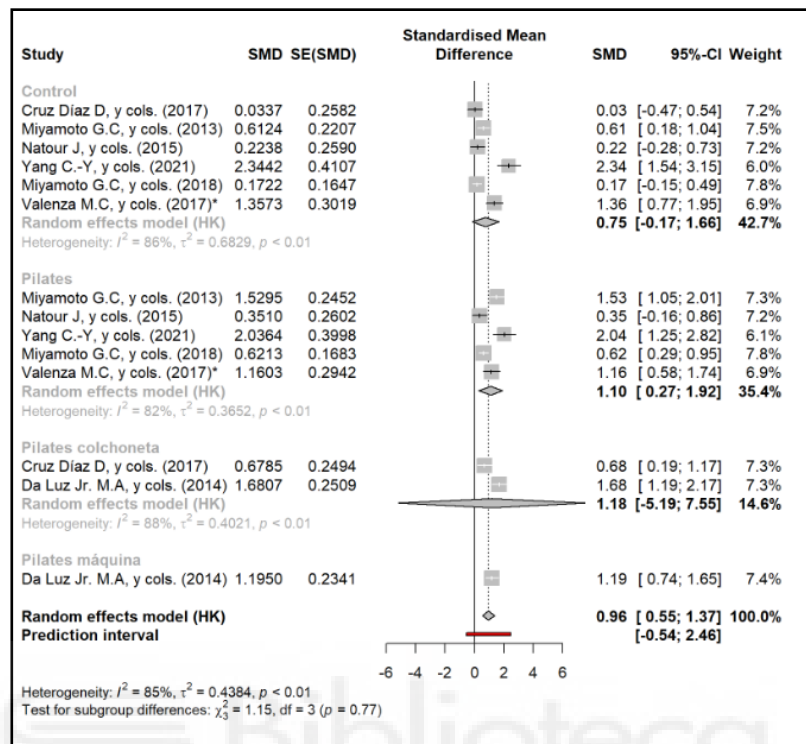 Standardised Mean
Study SMD SE(SMD) Difference SMD 95%-CI Weight
Control
Cruz Díaz D, y cols. (2017) 0.0337 0.2582 0.03 [-0.47; 0.54] 7.2%
Miyamoto G.C, y cols. (2013) 0.6124 0.2207 0.61 [ 0.18; 1.04] 7.5%
Natour J, y cols. (2015) 0.2238 0.2590 0.22 [-0.28; 0.73] 7.2%
Yang C.-Y, y cols. (2021) 2.3442 0.4107 2.34 [ 1.54; 3.15] 6.0%
Miyamoto G.C, y cols. (2018) 0.1722 0.1647 0.17 [-0.15; 0.49] 7.8%
Valenza M.C, y cols. (2017)* 1.3573 0.3019 1.36 [ 0.77; 1.95] 6.9%
Random effects model (HK) 0.75 [-0.17; 1.66] 42.7%
Heterogeneity: I² = 86%, τ² = 0.6829, p < 0.01
Pilates
Miyamoto G.C, y cols. (2013) 1.5295 0.2452 1.53 [ 1.05; 2.01] 7.3%
Natour J, y cols. (2015) 0.3510 0.2602 0.35 [-0.16; 0.86] 7.2%
Yang C.-Y, y cols. (2021) 2.0364 0.3998 2.04 [ 1.25; 2.82] 6.1%
Miyamoto G.C, y cols. (2018) 0.6213 0.1683 0.62 [ 0.29; 0.95] 7.8%
Valenza M.C, y cols. (2017)* 1.1603 0.2942 1.16 [ 0.58; 1.74] 6.9%
Random effects model (HK) 1.10 [ 0.27; 1.92] 35.4%
Heterogeneity: I² = 82%, τ² = 0.3652, p < 0.01
Pilates colchoneta
Cruz Díaz D, y cols. (2017) 0.6785 0.2494 0.68 [ 0.19; 1.17] 7.3%
Da Luz Jr. M.A, y cols. (2014) 1.6807 0.2509 1.68 [ 1.19; 2.17] 7.3%
Random effects model (HK) 1.18 [-5.19; 7.55] 14.6%
Heterogeneity: I² = 88%, τ² = 0.4021, p < 0.01
Pilates máquina
Da Luz Jr. M.A, y cols. (2014) 1.1950 0.2341 1.19 [ 0.74; 1.65] 7.4%
Random effects model (HK) 0.96 [ 0.55; 1.37] 100.0%
Prediction interval [-0.54; 2.46]
-6 -4 -2 0 2 4 6
Heterogeneity: I² = 85%, τ² = 0.4384, p < 0.01
Test for subgroup differences: χ²₃ = 1.15, df = 3 (p = 0.77)
Biblioteca